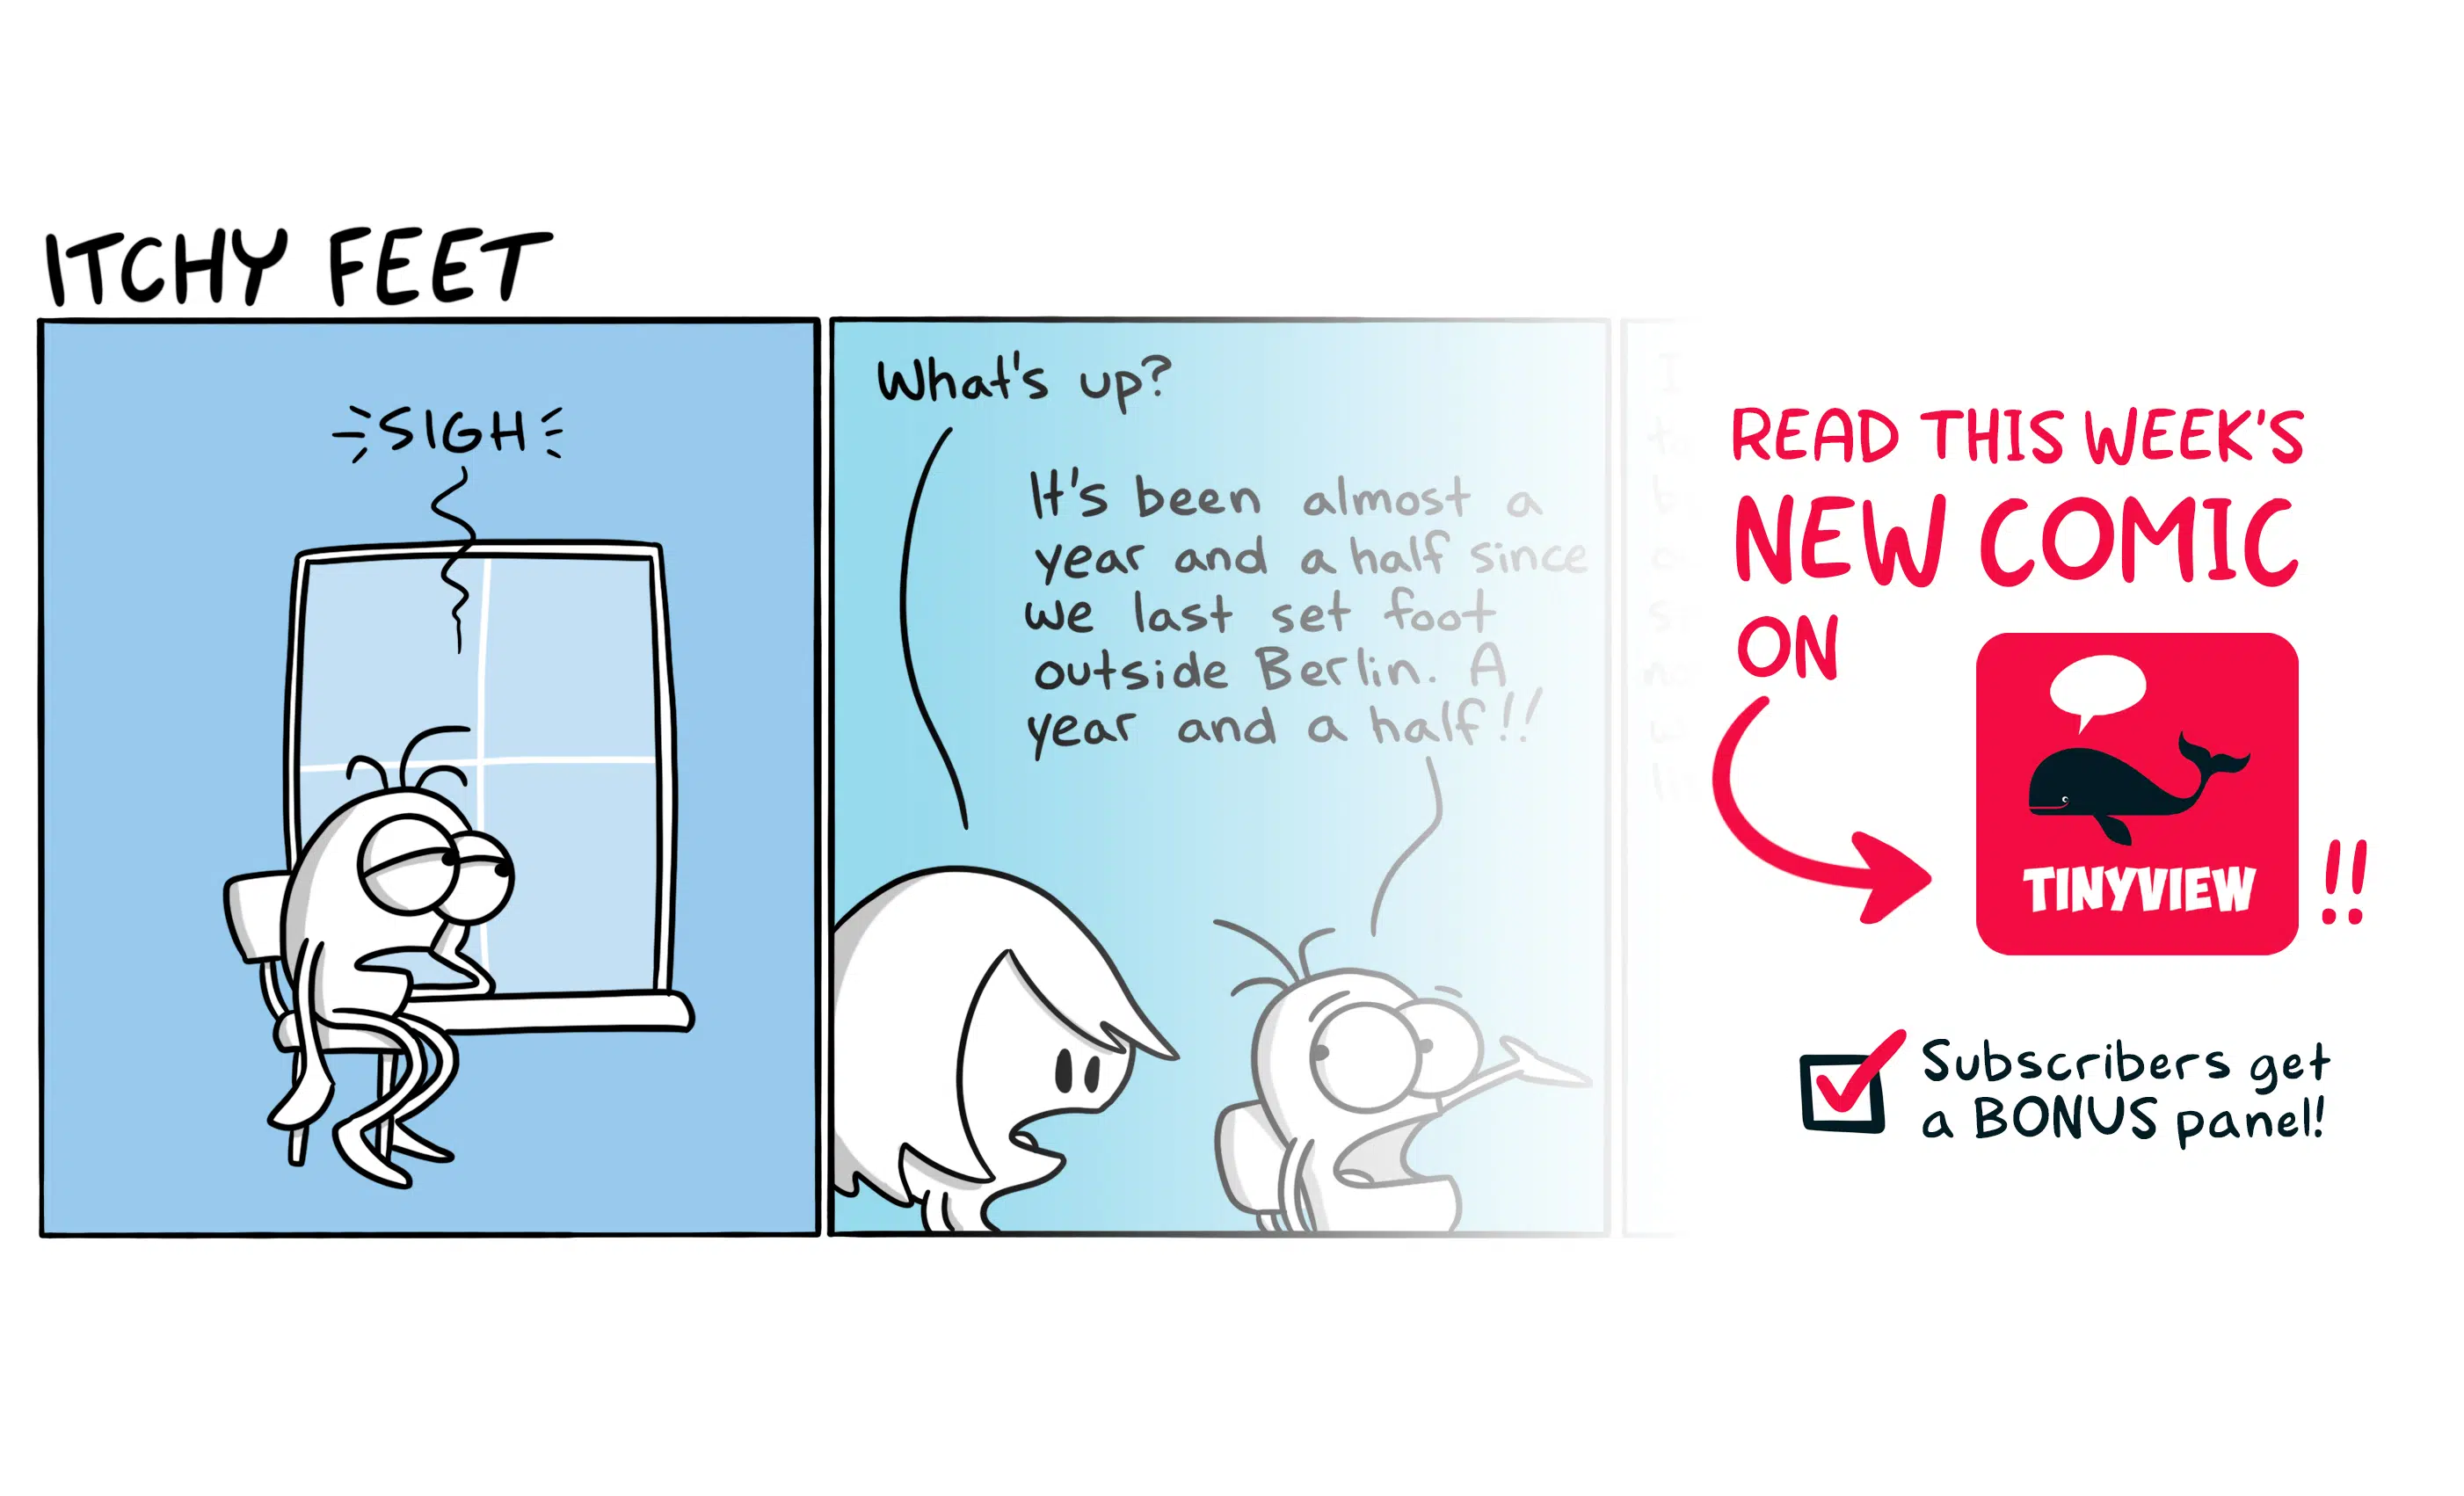 ITCHY FEET
SIGH
What's up?
It's been almost a
year and a half since
we last set foot
outside Berlin. A
year and a half!!
READ THIS WEEK'S
NEW COMIC
ON
TINYVIEW
!!
Subscribers get
a BONUS panel!